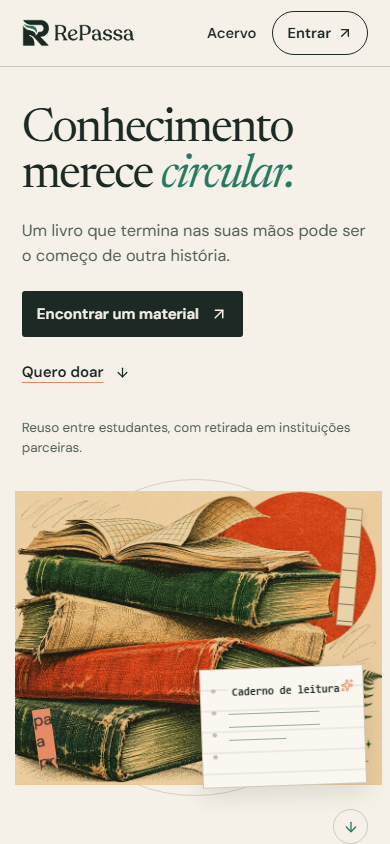 RePassa
Acervo
Entrar
Conhecimento
merece circular.
Um livro que termina nas suas mãos pode ser
o começo de outra história.
Encontrar um material
Quero doar
Reuso entre estudantes, com retirada em instituições
parceiras.
Caderno de leitura
pa
a